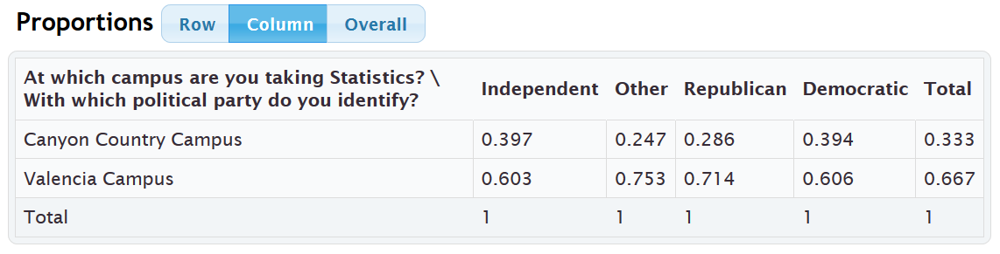 Proportions Row Column Overall
At which campus are you taking Statistics? \
With which political party do you identify? Independent Other Republican Democratic Total
Canyon Country Campus 0.397 0.247 0.286 0.394 0.333
Valencia Campus 0.603 0.753 0.714 0.606 0.667
Total 1 1 1 1 1